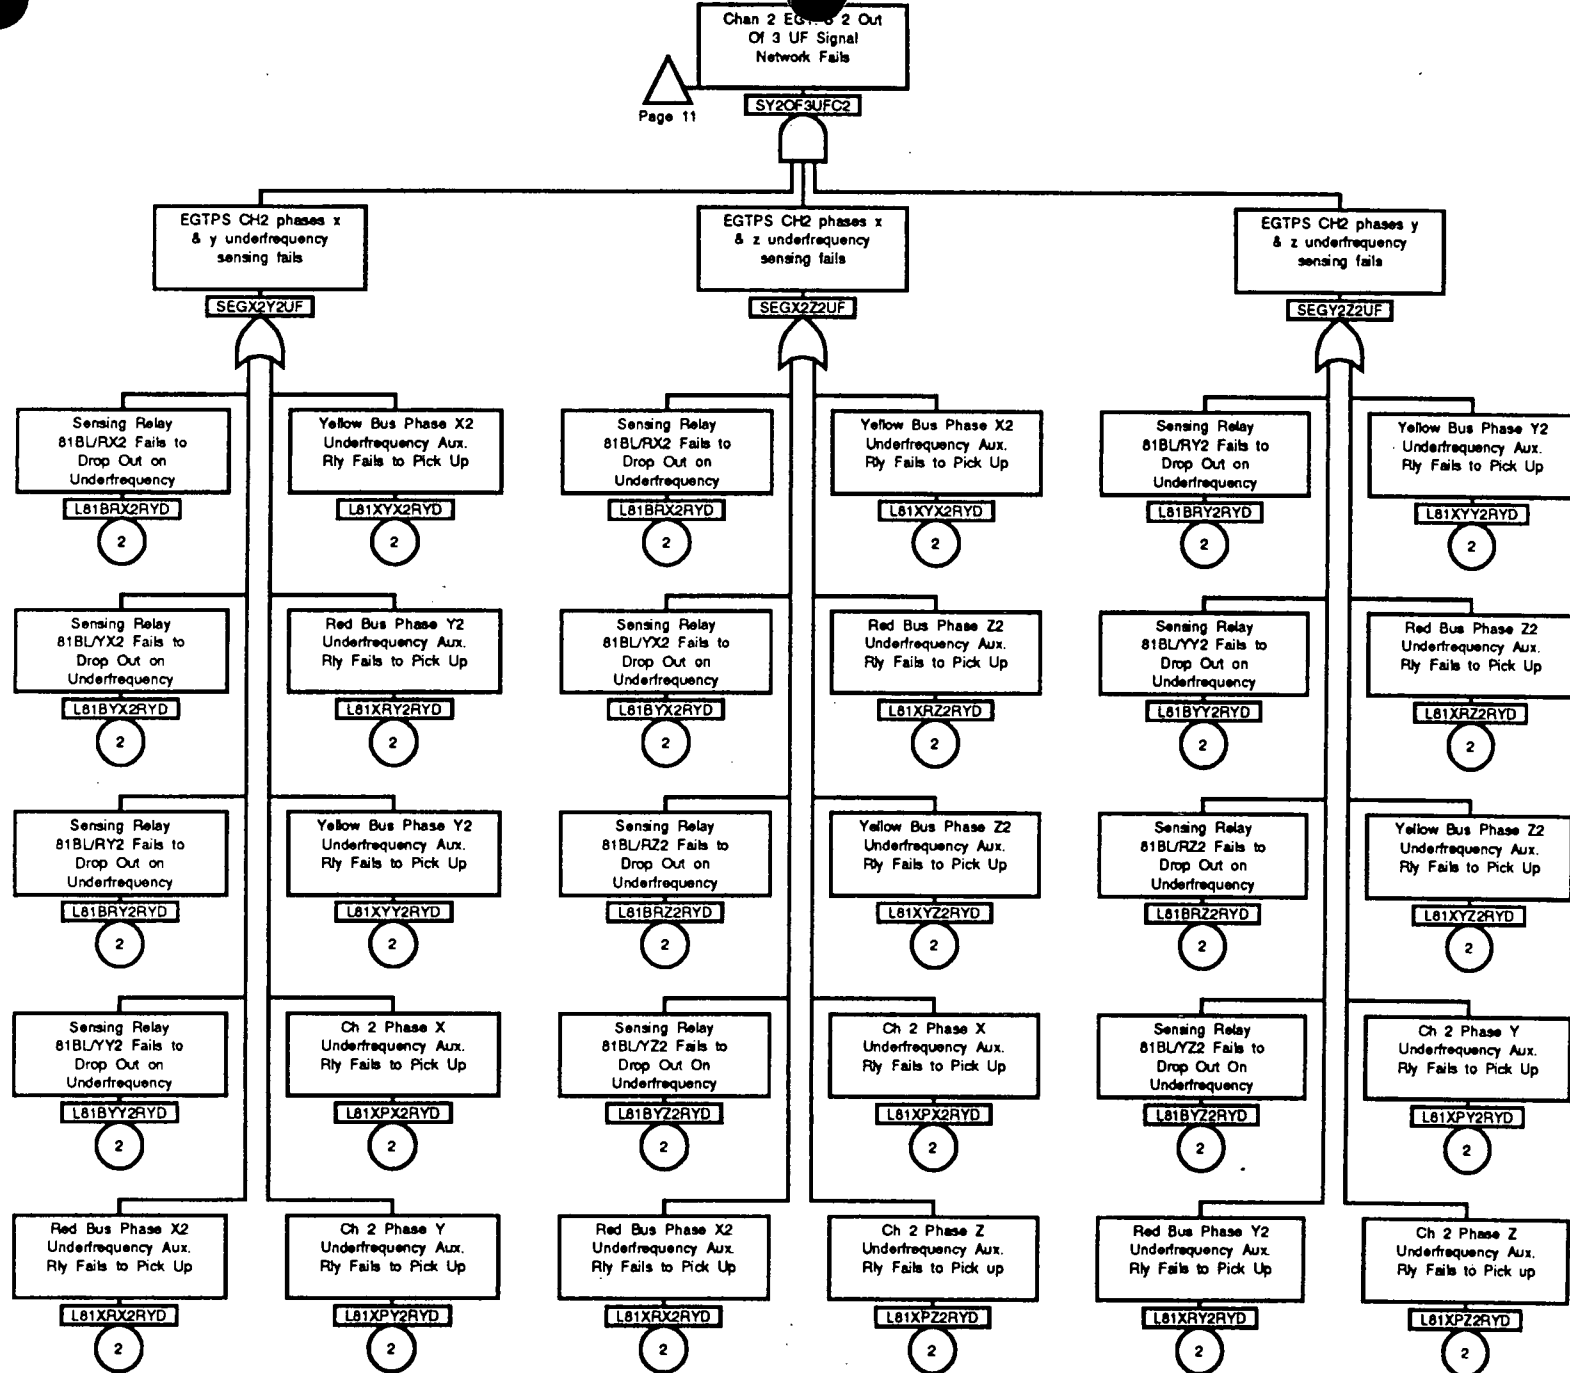 Chan 2 2 Out
Of 3 UF Signal
Network Fails
Page 11
SY2OF3UFC2
EGTPS CH2 phases x
& y underfrequency
sensing fails
SEGX2Y2UF
EGTPS CH2 phases x
& z underfrequency
sensing fails
SEGX2Z2UF
EGTPS CH2 phases y
& z underfrequency
sensing fails
SEGY2Z2UF
Sensing Relay
81BL/RX2 Fails to
Drop Out on
Underfrequency
L81BRX2RYD
2
Yellow Bus Phase X2
Underfrequency Aux.
Rly Fails to Pick Up
L81XYX2RYD
2
Sensing Relay
81BL/RX2 Fails to
Drop Out on
Underfrequency
L81BRX2RYD
2
Yellow Bus Phase X2
Underfrequency Aux.
Rly Fails to Pick Up
L81XYX2RYD
2
Sensing Relay
81BL/RY2 Fails to
Drop Out on
Underfrequency
L81BRY2RYD
2
Yellow Bus Phase Y2
Underfrequency Aux.
Rly Fails to Pick Up
L81XYY2RYD
2
Sensing Relay
81BL/YX2 Fails to
Drop Out on
Underfrequency
L81BYX2RYD
2
Red Bus Phase Y2
Underfrequency Aux.
Rly Fails to Pick Up
L81XRY2RYD
2
Sensing Relay
81BL/YX2 Fails to
Drop Out on
Underfrequency
L81BYX2RYD
2
Red Bus Phase Z2
Underfrequency Aux.
Rly Fails to Pick Up
L81XRZ2RYD
2
Sensing Relay
81BL/YY2 Fails to
Drop Out on
Underfrequency
L81BYY2RYD
2
Red Bus Phase Z2
Underfrequency Aux.
Rly Fails to Pick Up
L81XRZ2RYD
2
Sensing Relay
81BL/RY2 Fails to
Drop Out on
Underfrequency
L81BRY2RYD
2
Yellow Bus Phase Y2
Underfrequency Aux.
Rly Fails to Pick Up
L81XYY2RYD
2
Sensing Relay
81BL/RZ2 Fails to
Drop Out on
Underfrequency
L81BRZ2RYD
2
Yellow Bus Phase Z2
Underfrequency Aux.
Rly Fails to Pick Up
L81XYZ2RYD
2
Sensing Relay
81BL/RZ2 Fails to
Drop Out on
Underfrequency
L81BRZ2RYD
2
Yellow Bus Phase Z2
Underfrequency Aux.
Rly Fails to Pick Up
L81XYZ2RYD
2
Sensing Relay
81BL/YY2 Fails to
Drop Out on
Underfrequency
L81BYY2RYD
2
Ch 2 Phase X
Underfrequency Aux.
Rly Fails to Pick Up
L81XPX2RYD
2
Sensing Relay
81BL/YZ2 Fails to
Drop Out On
Underfrequency
L81BYZ2RYD
2
Ch 2 Phase X
Underfrequency Aux.
Rly Fails to Pick Up
L81XPX2RYD
2
Sensing Relay
81BL/YZ2 Fails to
Drop Out On
Underfrequency
L81BYZ2RYD
2
Ch 2 Phase Y
Underfrequency Aux.
Rly Fails to Pick Up
L81XPY2RYD
2
Red Bus Phase X2
Underfrequency Aux.
Rly Fails to Pick Up
L81XRX2RYD
2
Ch 2 Phase Y
Underfrequency Aux.
Rly Fails to Pick Up
L81XPY2RYD
2
Red Bus Phase X2
Underfrequency Aux.
Rly Fails to Pick Up
L81XRX2RYD
2
Ch 2 Phase Z
Underfrequency Aux.
Rly Fails to Pick up
L81XPZ2RYD
2
Red Bus Phase Y2
Underfrequency Aux.
Rly Fails to Pick Up
L81XRY2RYD
2
Ch 2 Phase Z
Underfrequency Aux.
Rly Fails to Pick up
L81XPZ2RYD
2